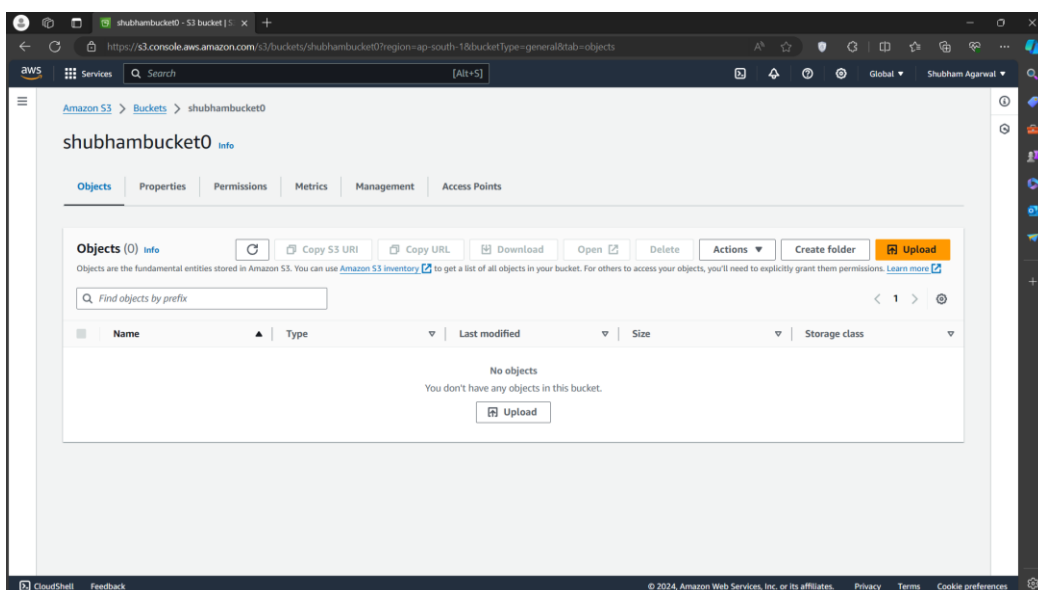 shubhambucket0 - S3 bucket | S
https://s3.console.aws.amazon.com/s3/buckets/shubhambucket0?region=ap-south-1&bucketType=general&tab=objects
aws Services Search [Alt+S] Global Shubham Agarwal
Amazon S3 > Buckets > shubhambucket0
shubhambucket0 Info
Objects Properties Permissions Metrics Management Access Points
Objects (0) Info Copy S3 URI Copy URL Download Open Delete Actions Create folder Upload
Objects are the fundamental entities stored in Amazon S3. You can use Amazon S3 inventory to get a list of all objects in your bucket. For others to access your objects, you'll need to explicitly grant them permissions. Learn more
Find objects by prefix 1
Name Type Last modified Size Storage class
No objects
You don't have any objects in this bucket.
Upload
CloudShell Feedback © 2024, Amazon Web Services, Inc. or its affiliates. Privacy Terms Cookie preferences